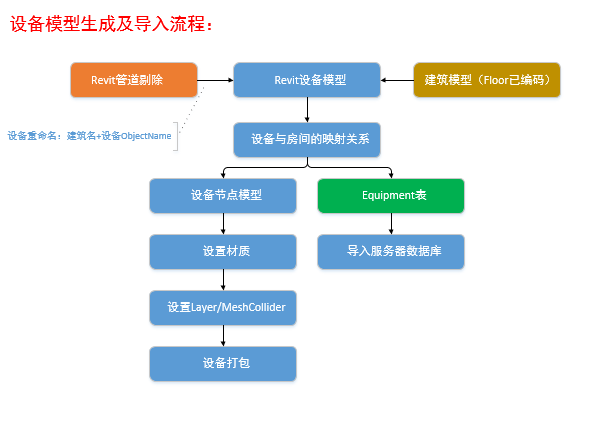 设备模型生成及导入流程：
Revit管道剔除
Revit设备模型
建筑模型（Floor已编码）
设备重命名：建筑名+设备ObjectName
设备与房间的映射关系
设备节点模型
Equipment表
设置材质
导入服务器数据库
设置Layer/MeshCollider
设备打包